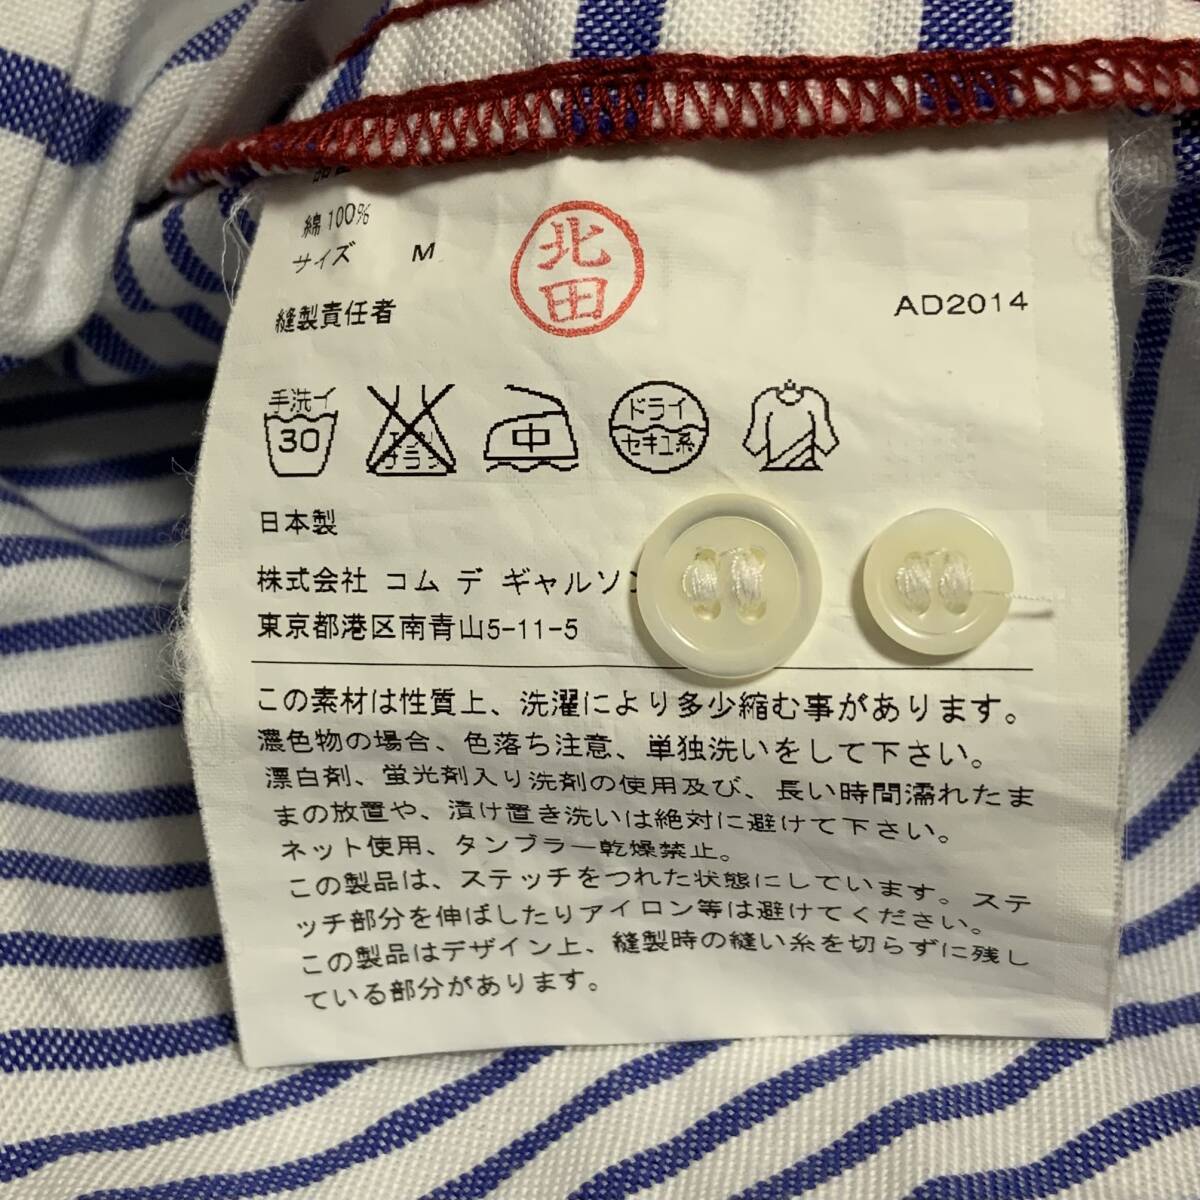 綿100%
サイズ M
北田
縫製責任者
AD2014
手洗イ
30
中
ドライ
セキユ系
日本製
株式会社 コム デ ギャルソン
東京都港区南青山5-11-5
この素材は性質上、洗濯により多少縮む事があります。
濃色物の場合、色落ち注意、単独洗いをして下さい。
漂白剤、蛍光剤入り洗剤の使用及び、長い時間濡れたま
まの放置や、漬け置き洗いは絶対に避けて下さい。
ネット使用、タンブラー乾燥禁止。
この製品は、ステッチをつれた状態にしています。ステ
ッチ部分を伸ばしたりアイロン等は避けてください。
この製品はデザイン上、縫製時の縫い糸を切らずに残し
ている部分があります。